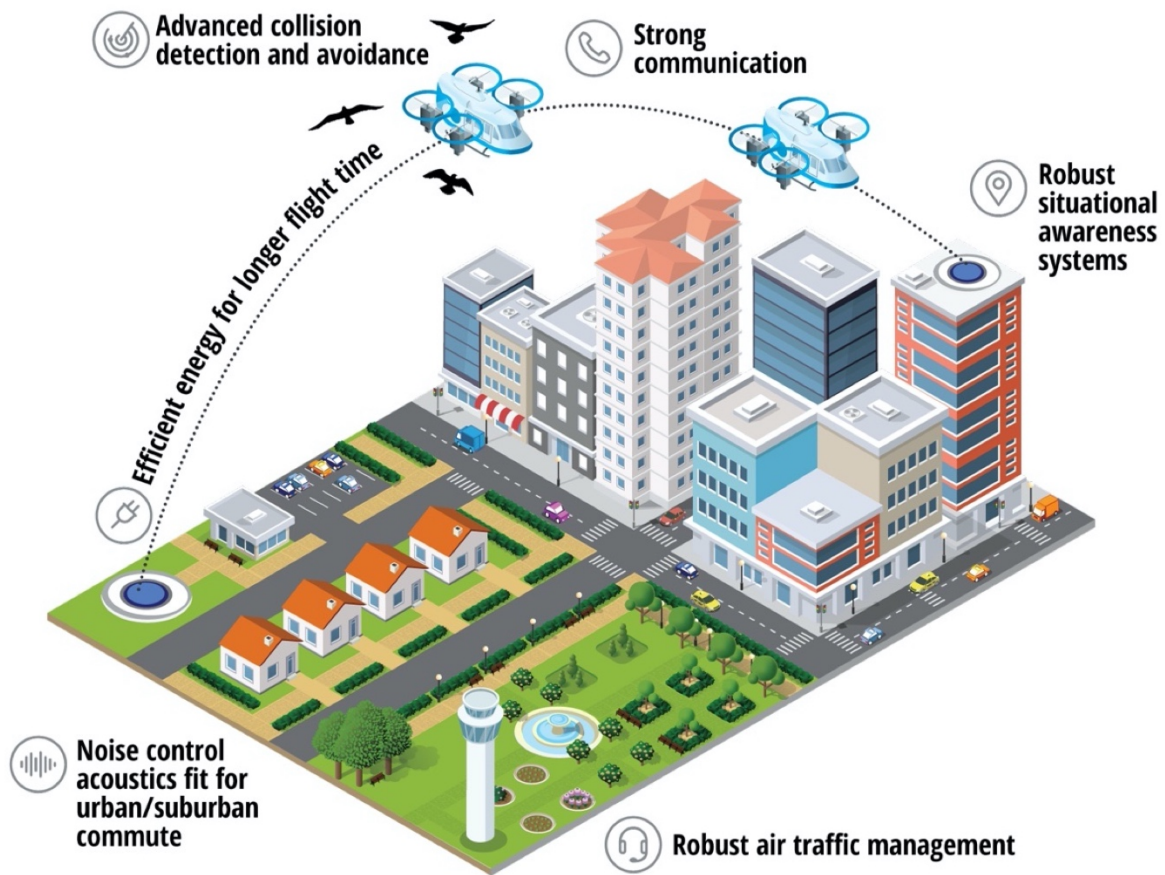 Advanced collision
detection and avoidance
Strong
communication
Robust
situational
awareness
systems
Efficient energy for longer flight time
Noise control
acoustics fit for
urban/suburban
commute
Robust air traffic management